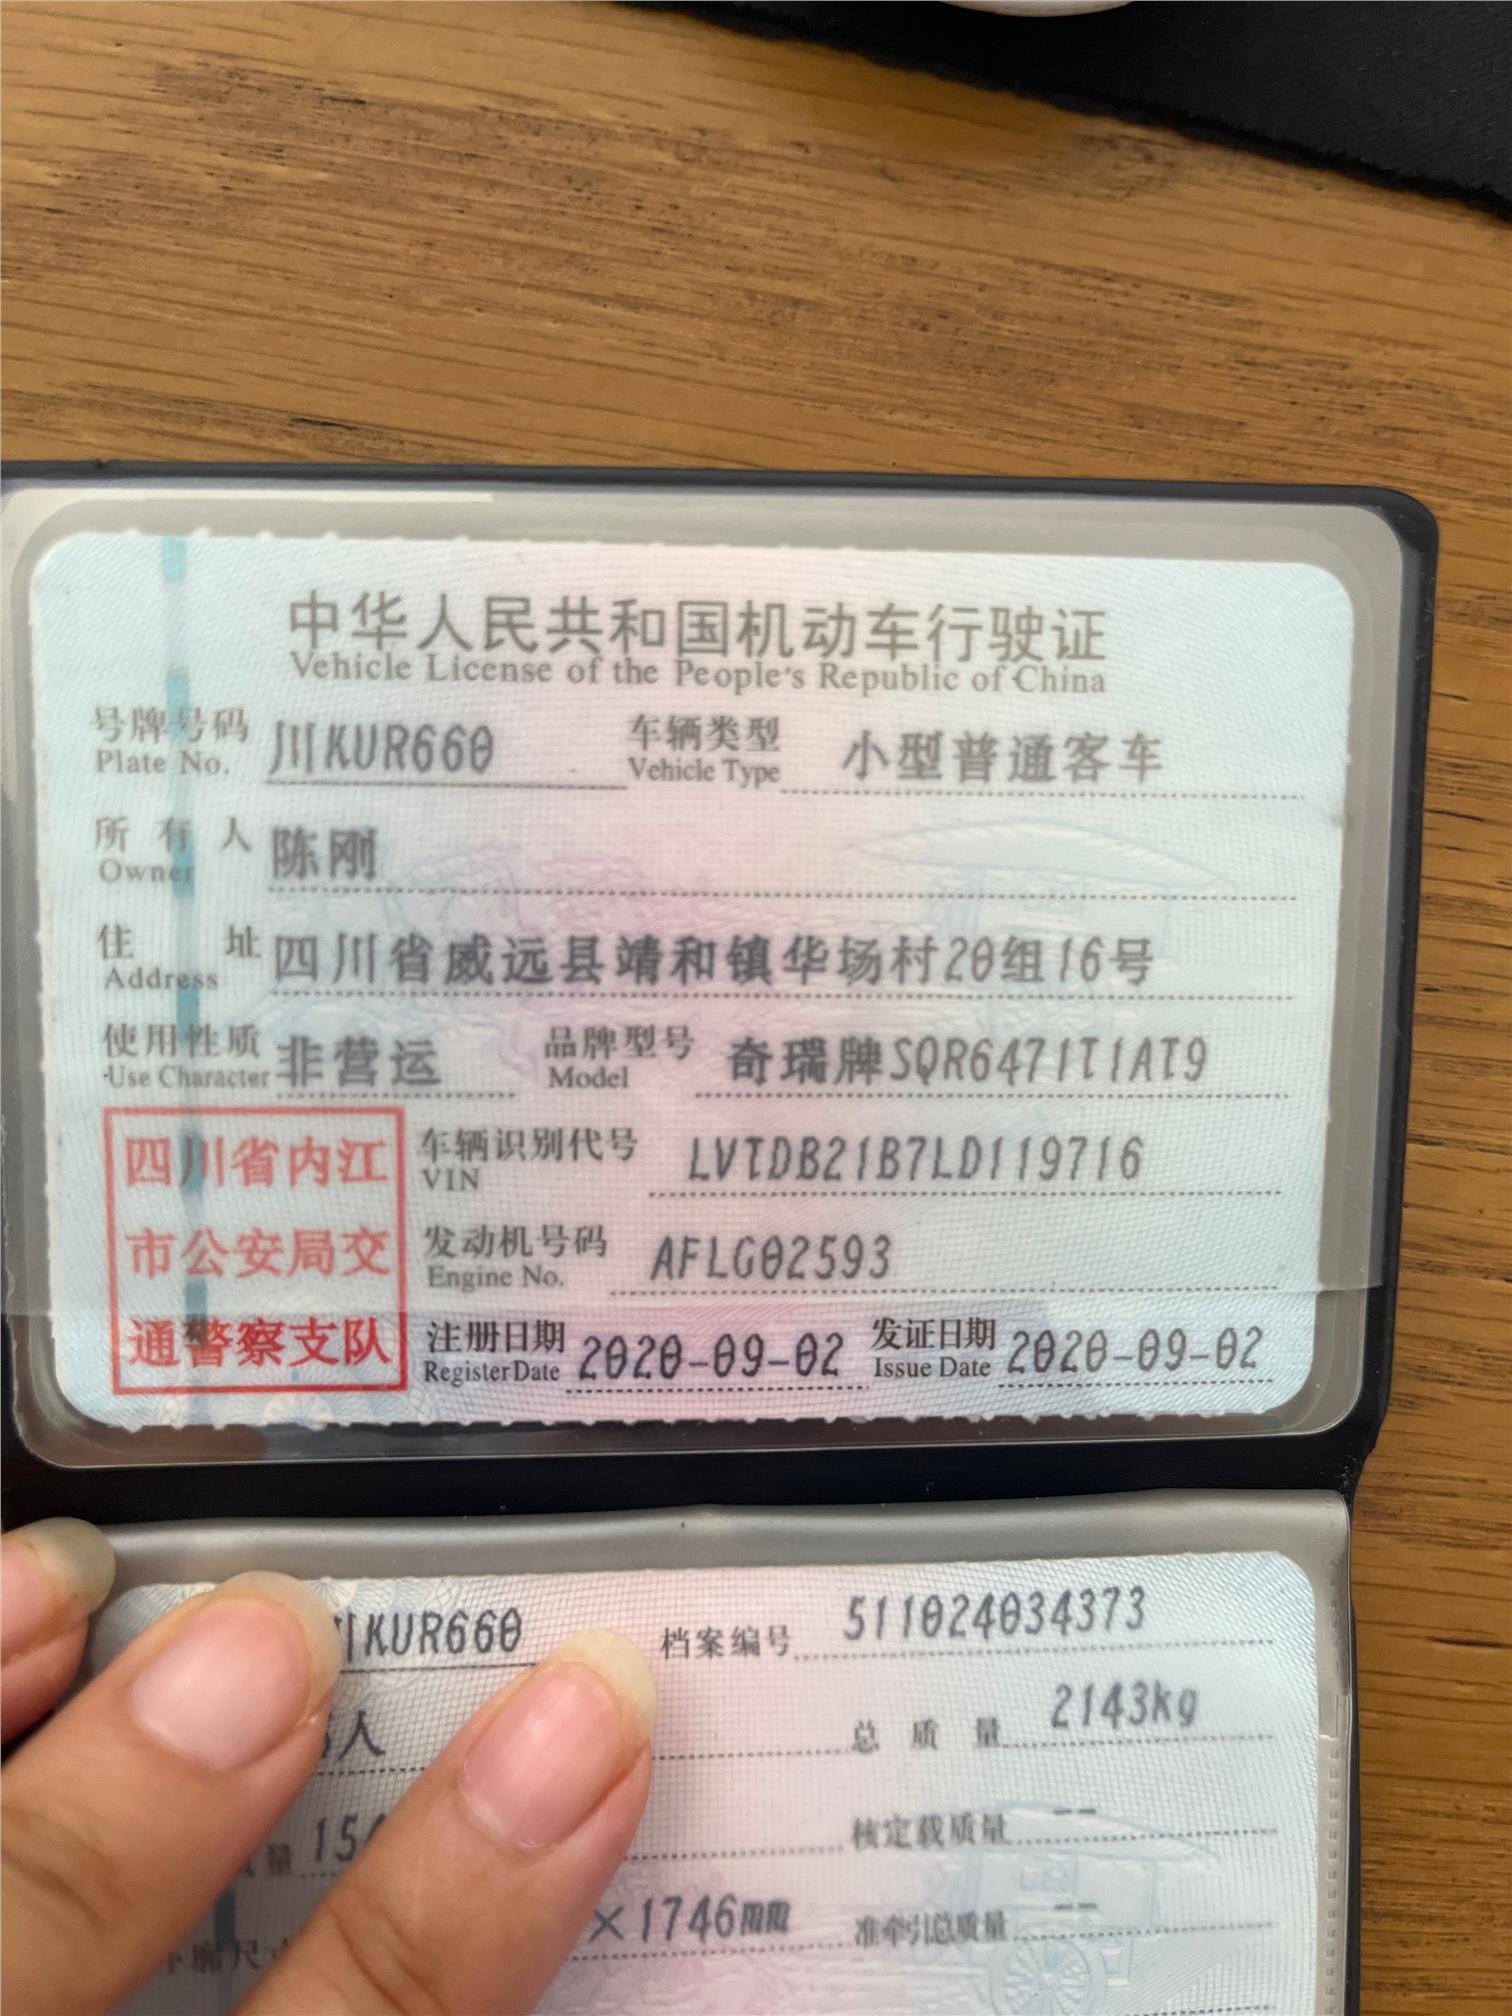 中华人民共和国机动车行驶证
Vehicle License of the People's Republic of China
号牌号码 川KUR660 车辆类型 小型普通客车
Plate No. Vehicle Type
所有人 陈刚
Owner
住址 四川省威远县靖和镇华场村20组16号
Address
使用性质 非营运 品牌型号 奇瑞牌SQR6471T1AT9
Use Character Model
四川省内江
市公安局交
通警察支队
车辆识别代号 LVTDB21B7LD119716
VIN
发动机号码 AFLG02593
Engine No.
注册日期 2020-09-02 发证日期 2020-09-02
Register Date Issue Date
KUR660 档案编号 511024034373
人 总质量 2143kg
量 核定载质量 --
×1746mm 准牵引总质量 --
廓尺